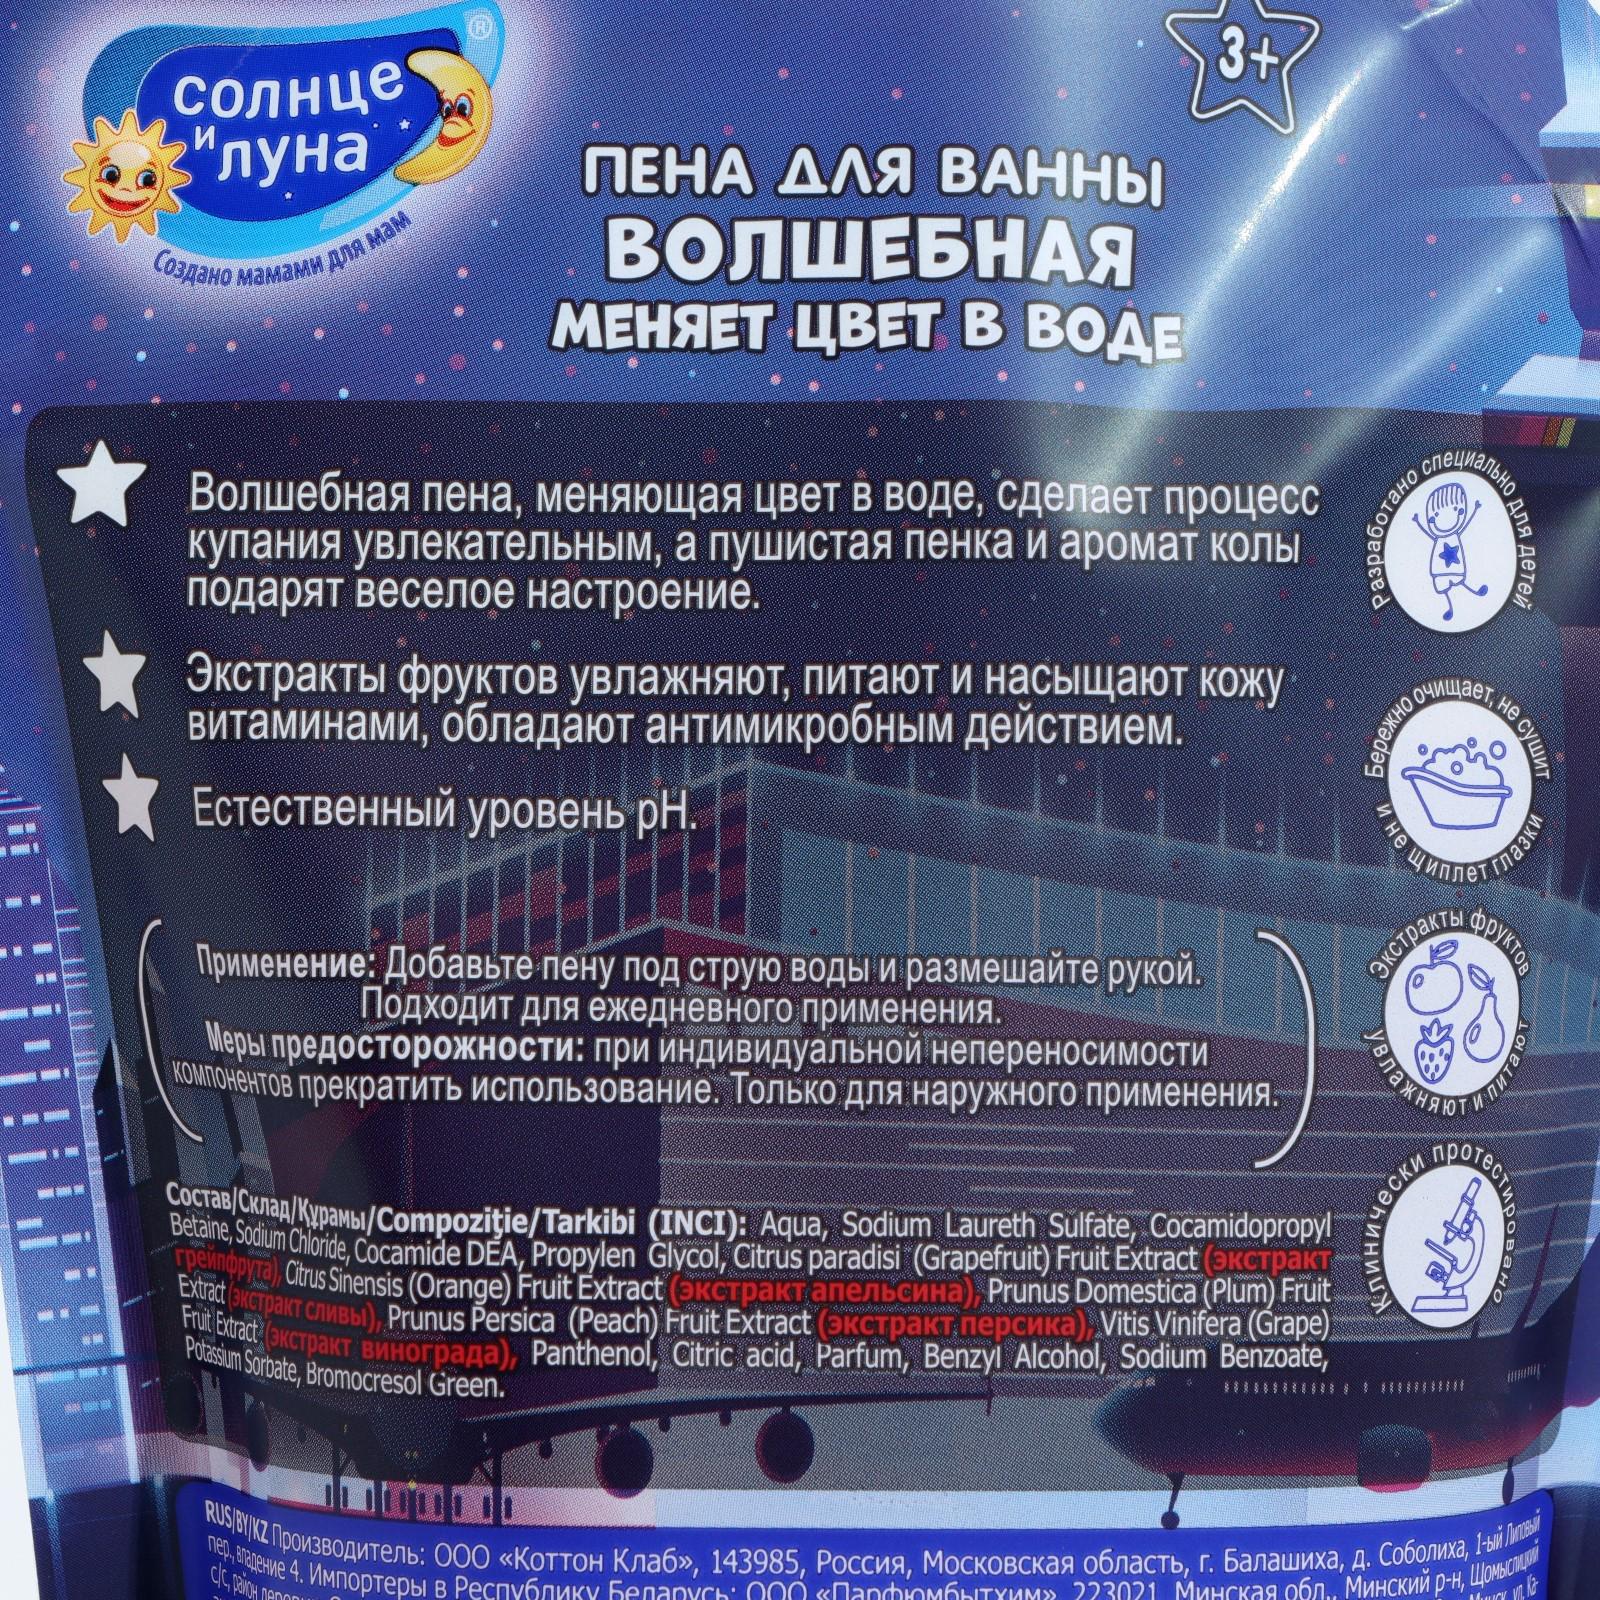 ®
СОЛНЦЕ
И
ЛУНА
Создано мамами для мам
3+
ПЕНА ДЛЯ ВАННЫ
ВОЛШЕБНАЯ
МЕНЯЕТ ЦВЕТ В ВОДЕ
Волшебная пена, меняющая цвет в воде, сделает процесс
купания увлекательным, а пушистая пенка и аромат колы
подарят веселое настроение.
Экстракты фруктов увлажняют, питают и насыщают кожу
витаминами, обладают антимикробным действием.
Естественный уровень pH.
Разработано специально для детей
Бережно очищает, не сушит
и не щиплет глазки
Экстракты фруктов
увлажняют и питают
Клинически протестировано
Применение: Добавьте пену под струю воды и размешайте рукой.
Подходит для ежедневного применения.
Меры предосторожности: при индивидуальной непереносимости
компонентов прекратить использование. Только для наружного применения.
Состав/Склад/Құрамы/Compoziţie/Tarkibi (INCI): Aqua, Sodium Laureth Sulfate, Cocamidopropyl
Betaine, Sodium Chloride, Cocamide DEA, Propylen Glycol, Citrus paradisi (Grapefruit) Fruit Extract (экстракт
грейпфрута), Citrus Sinensis (Orange) Fruit Extract (экстракт апельсина), Prunus Domestica (Plum) Fruit
Extract (экстракт сливы), Prunus Persica (Peach) Fruit Extract (экстракт персика), Vitis Vinifera (Grape)
Fruit Extract (экстракт винограда), Panthenol, Citric acid, Parfum, Benzyl Alcohol, Sodium Benzoate,
Potassium Sorbate, Bromocresol Green.
RUS/BY/KZ Производитель: ООО «Коттон Клаб», 143985, Россия, Московская область, г. Балашиха, д. Соболиха, 1-ый Липовый
пер., владение 4. Импортеры в Республику Беларусь: ООО «Парфюмбытхим», 223021, Минская обл., Минский р-н, Щомыслицкий
с/с, район